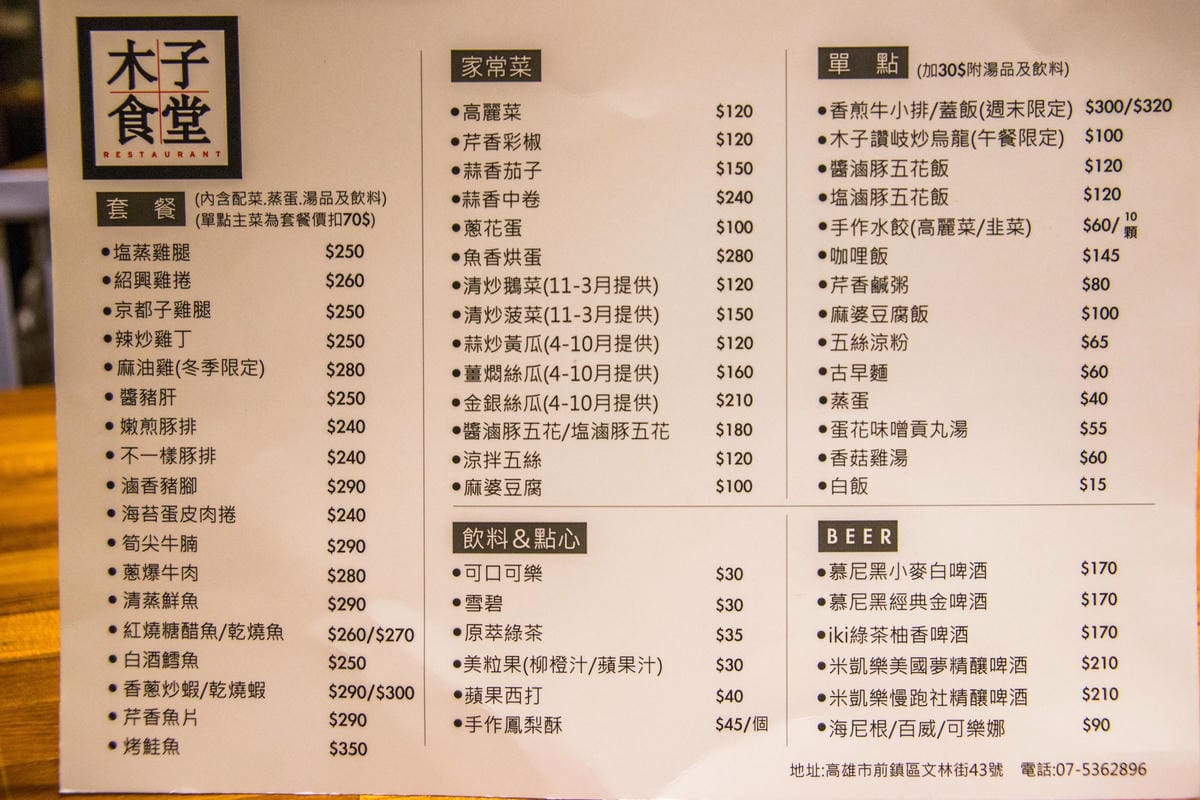 木子
食堂
RESTAURANT
套 餐 (內含配菜.蒸蛋.湯品及飲料)
(單點主菜為套餐價扣70$)
●塩蒸雞腿 $250
●紹興雞捲 $260
●京都子雞腿 $250
●辣炒雞丁 $250
●麻油雞(冬季限定) $280
●醬豬肝 $250
●嫩煎豚排 $240
●不一樣豚排 $240
●滷香豬腳 $290
●海苔蛋皮肉捲 $240
●筍尖牛腩 $290
●蔥爆牛肉 $280
●清蒸鮮魚 $290
●紅燒糖醋魚/乾燒魚 $260/$270
●白酒鱈魚 $250
●香蔥炒蝦/乾燒蝦 $290/$300
●芹香魚片 $290
●烤鮭魚 $350
家常菜
●高麗菜 $120
●芹香彩椒 $120
●蒜香茄子 $150
●蒜香中卷 $240
●蔥花蛋 $100
●魚香烘蛋 $280
●清炒鵝菜(11-3月提供) $120
●清炒菠菜(11-3月提供) $150
●蒜炒黃瓜(4-10月提供) $120
●薑燜絲瓜(4-10月提供) $160
●金銀絲瓜(4-10月提供) $210
●醬滷豚五花/塩滷豚五花 $180
●涼拌五絲 $120
●麻婆豆腐 $100
飲料&點心
●可口可樂 $30
●雪碧 $30
●原萃綠茶 $35
●美粒果(柳橙汁/蘋果汁) $30
●蘋果西打 $40
●手作鳳梨酥 $45/個
單 點 (加30$附湯品及飲料)
●香煎牛小排/蓋飯(週末限定) $300/$320
●木子讚岐炒烏龍(午餐限定) $100
●醬滷豚五花飯 $120
●塩滷豚五花飯 $120
●手作水餃(高麗菜/韭菜) $60/10顆
●咖哩飯 $145
●芹香鹹粥 $80
●麻婆豆腐飯 $100
●五絲涼粉 $65
●古早麵 $60
●蒸蛋 $40
●蛋花味噌貢丸湯 $55
●香菇雞湯 $60
●白飯 $15
BEER
●慕尼黑小麥白啤酒 $170
●慕尼黑經典金啤酒 $170
●iki綠茶柚香啤酒 $170
●米凱樂美國夢精釀啤酒 $210
●米凱樂慢跑社精釀啤酒 $210
●海尼根/百威/可樂娜 $90
地址:高雄市前鎮區文林街43號 電話:07-5362896